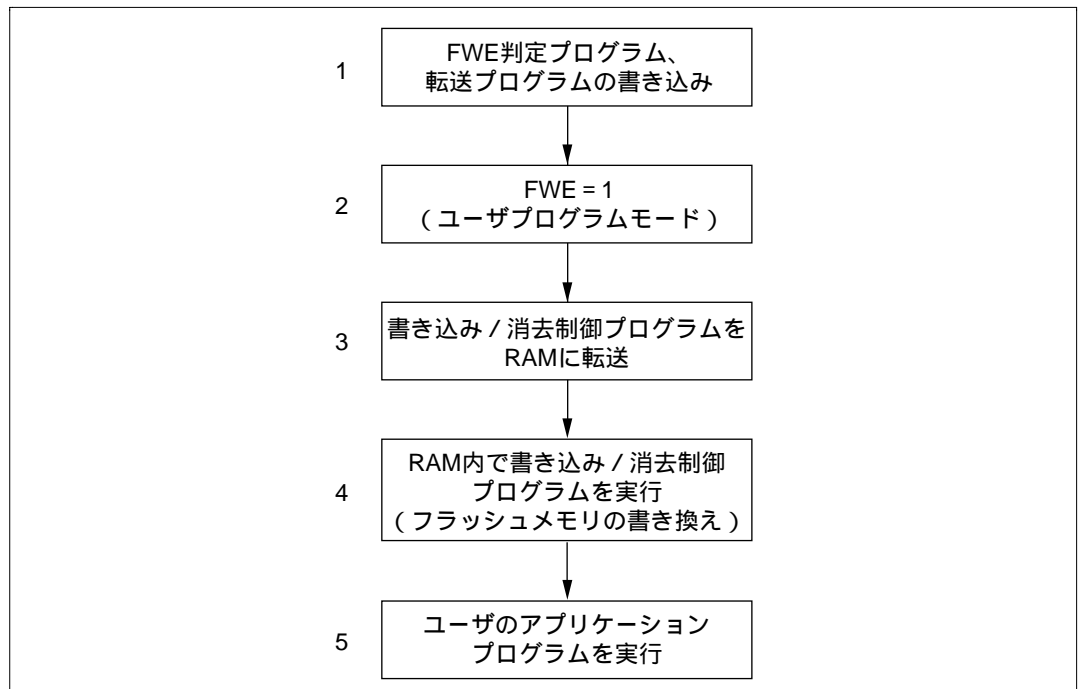 1
FWE判定プログラム、
転送プログラムの書き込み
2
FWE = 1
（ユーザプログラムモード）
3
書き込み / 消去制御プログラムを
RAMに転送
4
RAM内で書き込み / 消去制御
プログラムを実行
（フラッシュメモリの書き換え）
5
ユーザのアプリケーション
プログラムを実行